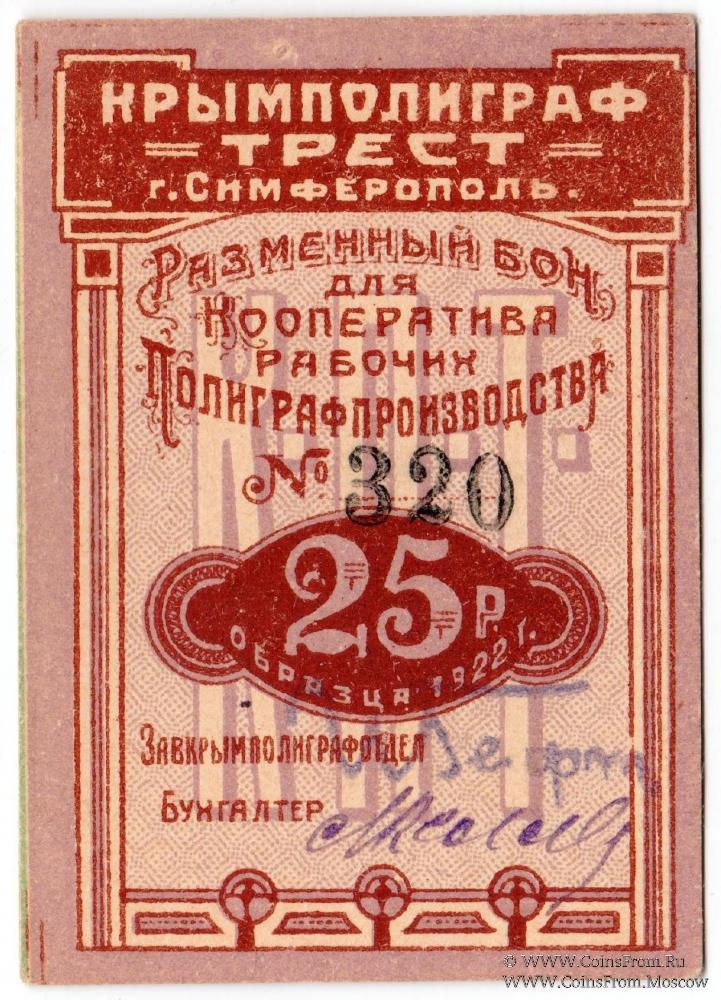 КРЫМПОЛИГРАФ
ТРЕСТ
г. Симферополь.
Разменный бон
для
Кооператива
рабочих
Полиграфпроизводства
К.П.Т.
№ 320
25 р.
образца 1922 г.
Завкрымполиграфотдел
Бухгалтер
© WWW.CoinsFrom.Ru
WWW.CoinsFrom.Moscow